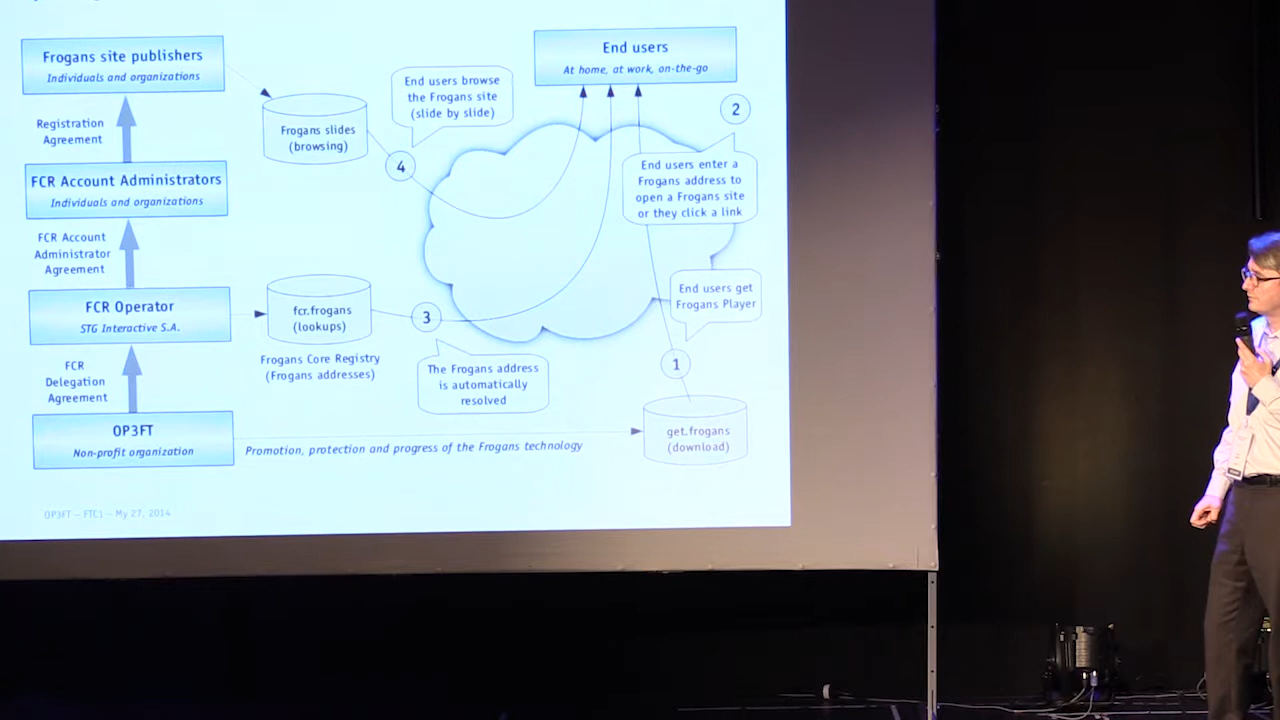 Frogans site publishers
Individuals and organizations
Registration
Agreement
FCR Account Administrators
Individuals and organizations
FCR Account
Administrator
Agreement
FCR Operator
STG Interactive S.A.
FCR
Delegation
Agreement
OP3FT
Non-profit organization
Frogans slides
(browsing)
End users browse
the Frogans site
(slide by slide)
4
End users
At home, at work, on-the-go
2
End users enter a
Frogans address to
open a Frogans site
or they click a link
fcr.frogans
(lookups)
Frogans Core Registry
(Frogans addresses)
3
The Frogans address
is automatically
resolved
End users get
Frogans Player
1
get.frogans
(download)
Promotion, protection and progress of the Frogans technology
OP3FT – FTC1 – My 27, 2014